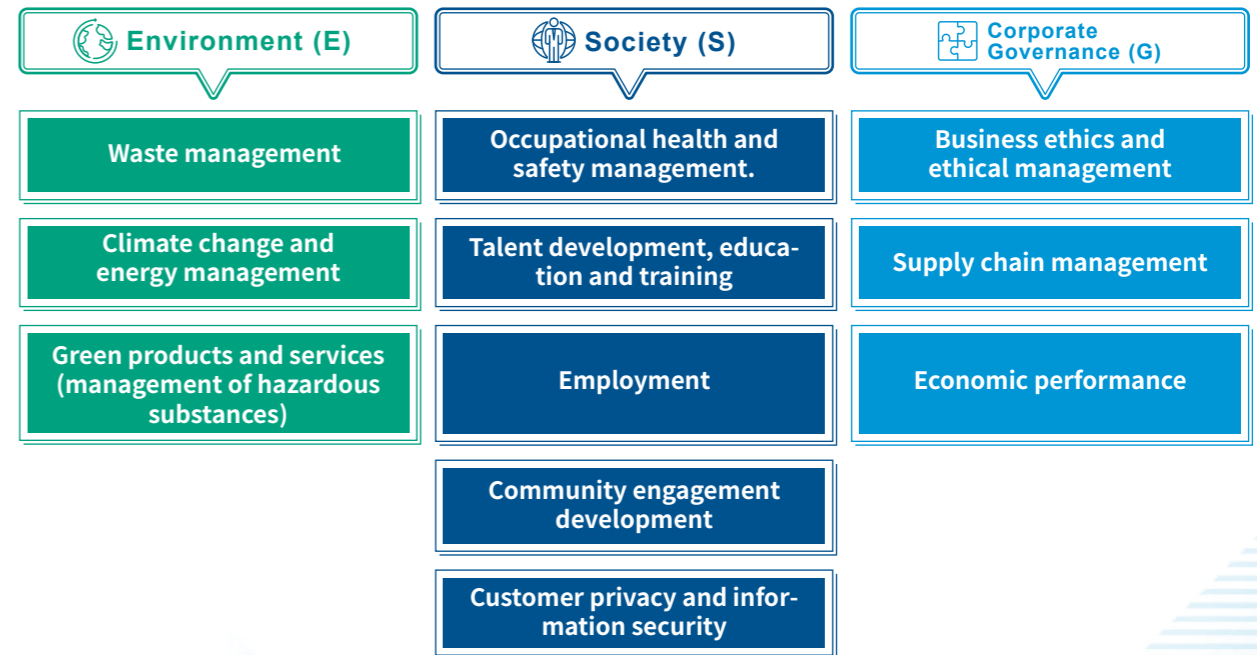 Environment (E)
Waste management
Climate change and
energy management
Green products and services
(management of hazardous
substances)
Society (S)
Occupational health and
safety management.
Talent development, educa-
tion and training
Employment
Community engagement
development
Customer privacy and infor-
mation security
Corporate
Governance (G)
Business ethics and
ethical management
Supply chain management
Economic performance